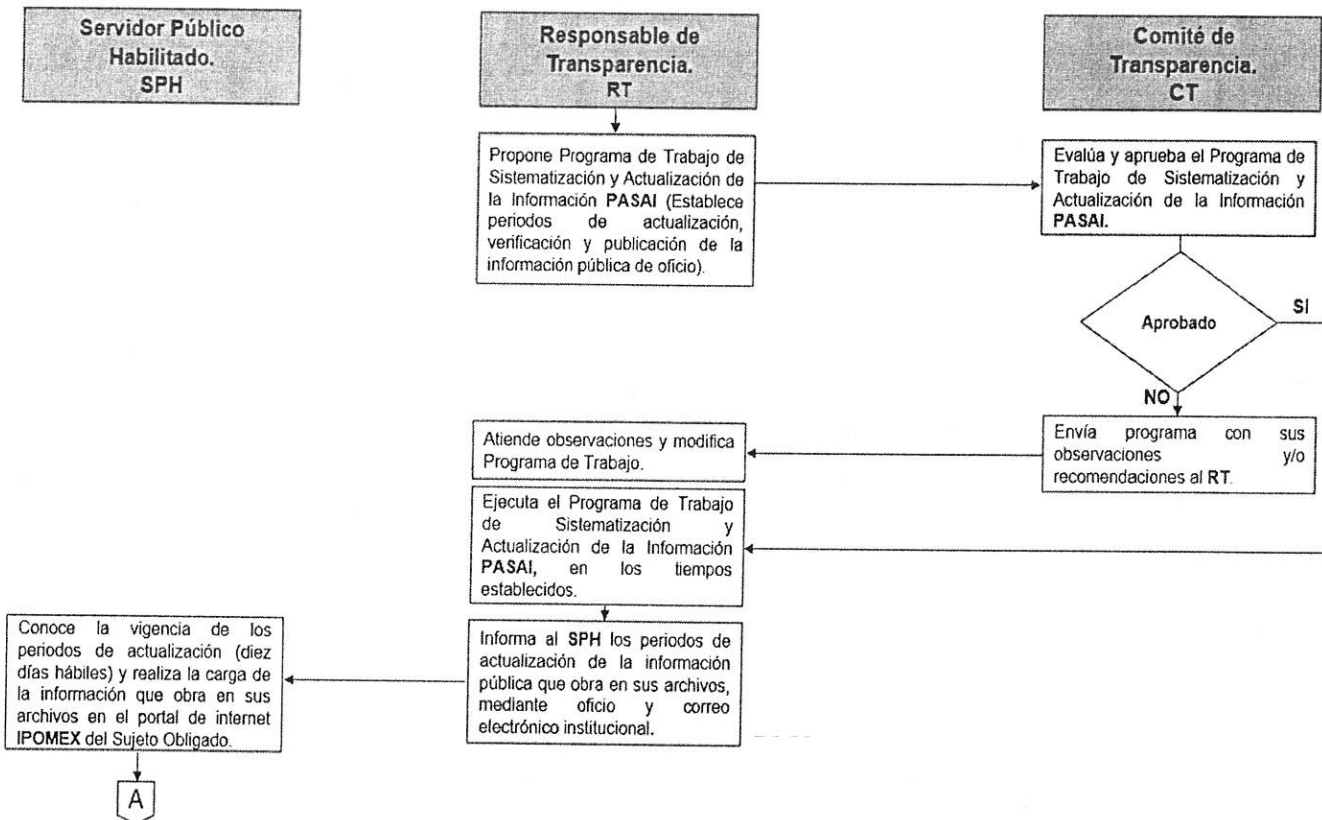 Servidor Público
Habilitado.
SPH
Responsable de
Transparencia.
RT
Comité de
Transparencia.
CT
Propone Programa de Trabajo de
Sistematización y Actualización de
la Información PASAI (Establece
periodos de actualización,
verificación y publicación de la
información pública de oficio).
Evalúa y aprueba el Programa de
Trabajo de Sistematización y
Actualización de la Información
PASAI.
Aprobado
SI
NO
Envía programa con sus
observaciones y/o
recomendaciones al RT.
Atiende observaciones y modifica
Programa de Trabajo.
Ejecuta el Programa de Trabajo
de Sistematización y
Actualización de la Información
PASAI, en los tiempos
establecidos.
Informa al SPH los periodos de
actualización de la información
pública que obra en sus archivos,
mediante oficio y correo
electrónico institucional.
Conoce la vigencia de los
periodos de actualización (diez
días hábiles) y realiza la carga de
la información que obra en sus
archivos en el portal de internet
IPOMEX del Sujeto Obligado.
A